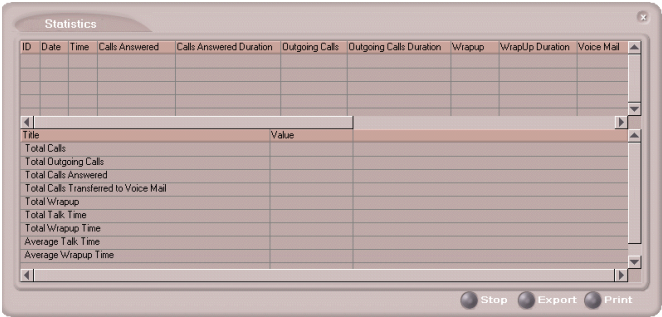 Statistics
ID Date Time Calls Answered Calls Answered Duration Outgoing Calls Outgoing Calls Duration Wrapup WrapUp Duration Voice Mail
Title Value
Total Calls
Total Outgoing Calls
Total Calls Answered
Total Calls Transferred to Voice Mail
Total Wrapup
Total Talk Time
Total Wrapup Time
Average Talk Time
Average Wrapup Time
Stop Export Print